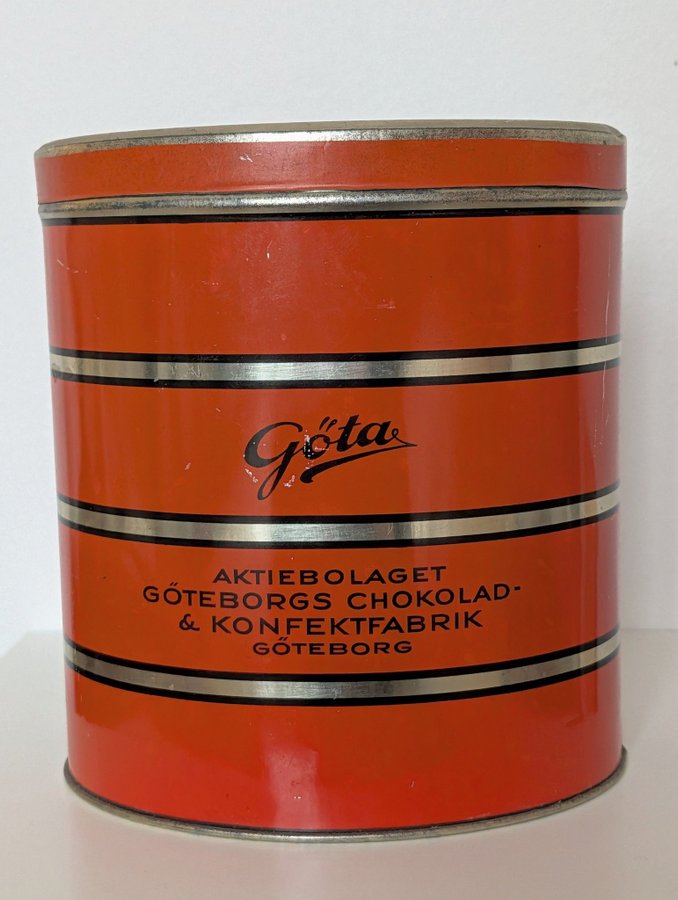 Göta
AKTIEBOLAGET
GÖTEBORGS CHOKOLAD-
& KONFEKTFABRIK
GÖTEBORG